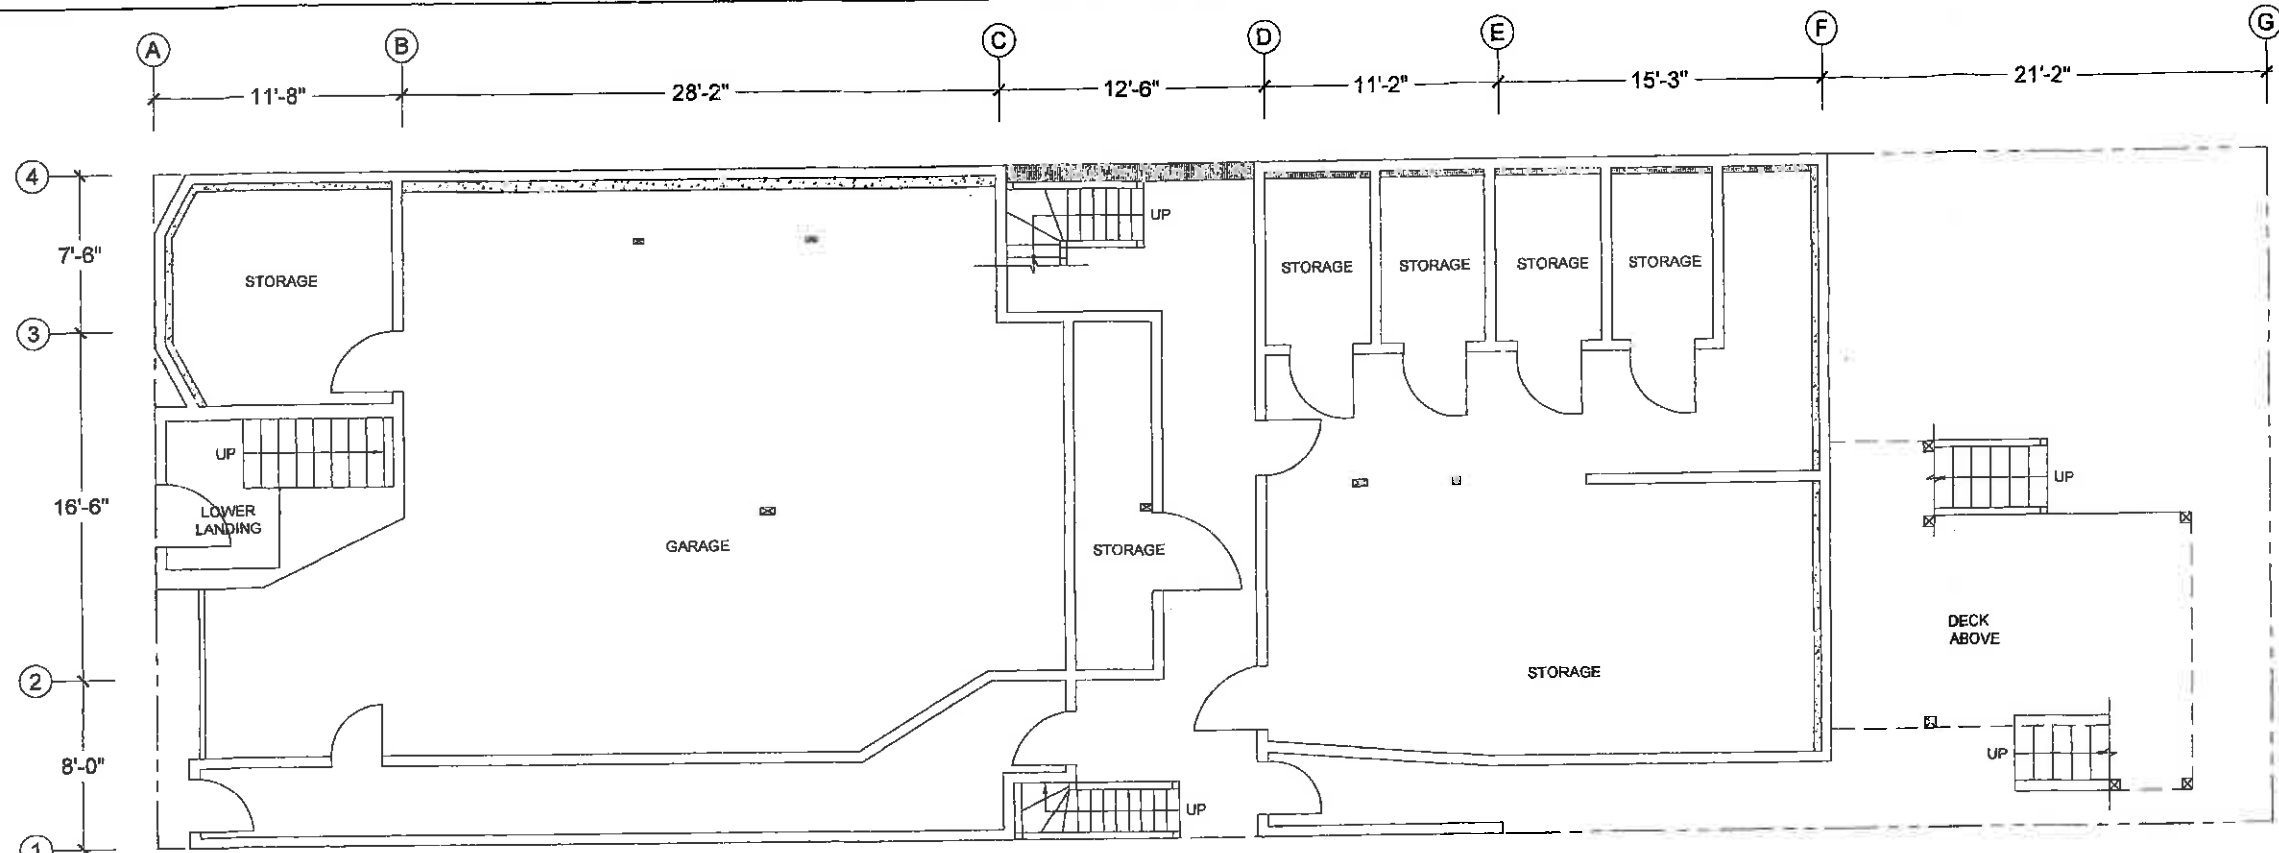 A
B
C
D
E
F
G
11'-8"
28'-2"
12'-6"
11'-2"
15'-3"
21'-2"
4
7'-6"
3
16'-6"
2
8'-0"
1
STORAGE
UP
STORAGE
STORAGE
STORAGE
STORAGE
UP
LOWER
LANDING
GARAGE
STORAGE
UP
DECK
ABOVE
STORAGE
UP
UP